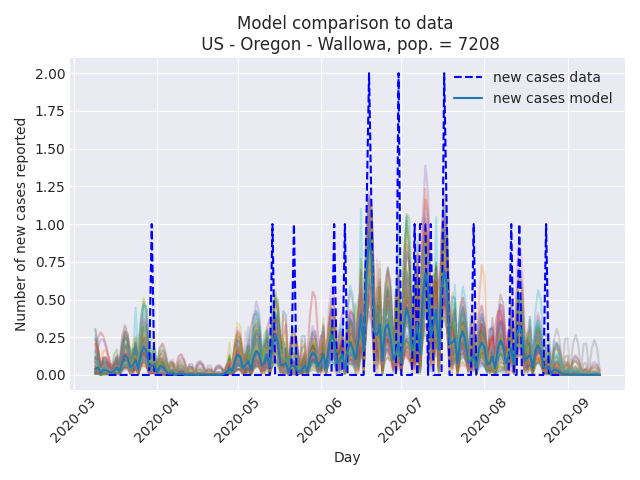 Model comparison to data
US - Oregon - Wallowa, pop. = 7208
new cases data
new cases model
Number of new cases reported
2.00
1.75
1.50
1.25
1.00
0.75
0.50
0.25
0.00
2020-03
2020-04
2020-05
2020-06
2020-07
2020-08
2020-09
Day